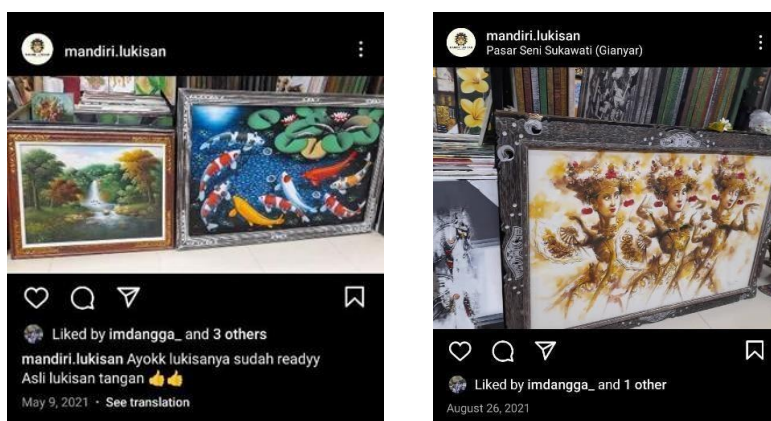 mandiri.lukisan
Liked by imdangga_ and 3 others
mandiri.lukisan Ayokk lukisanya sudah readyy
Asli lukisan tangan 👍👍
May 9, 2021 • See translation
mandiri.lukisan
Pasar Seni Sukawati (Gianyar)
Liked by imdangga_ and 1 other
August 26, 2021